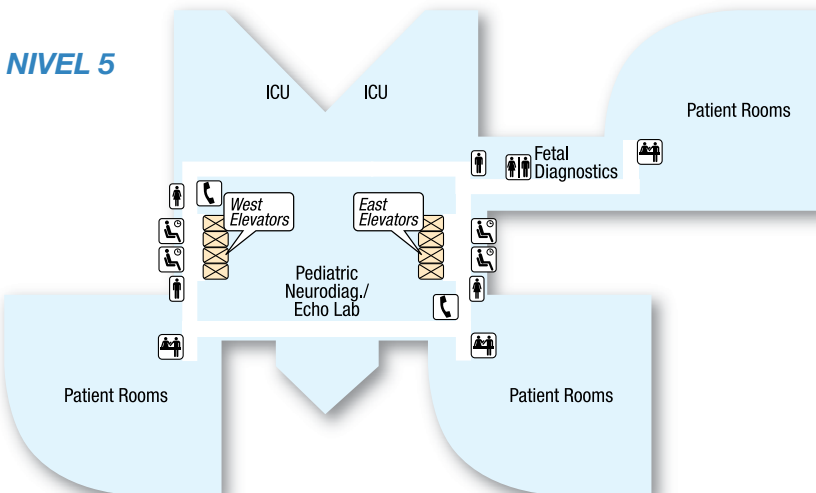 NIVEL 5
ICU
ICU
Patient Rooms
Fetal
Diagnostics
West
Elevators
East
Elevators
Pediatric
Neurodiag./
Echo Lab
Patient Rooms
Patient Rooms